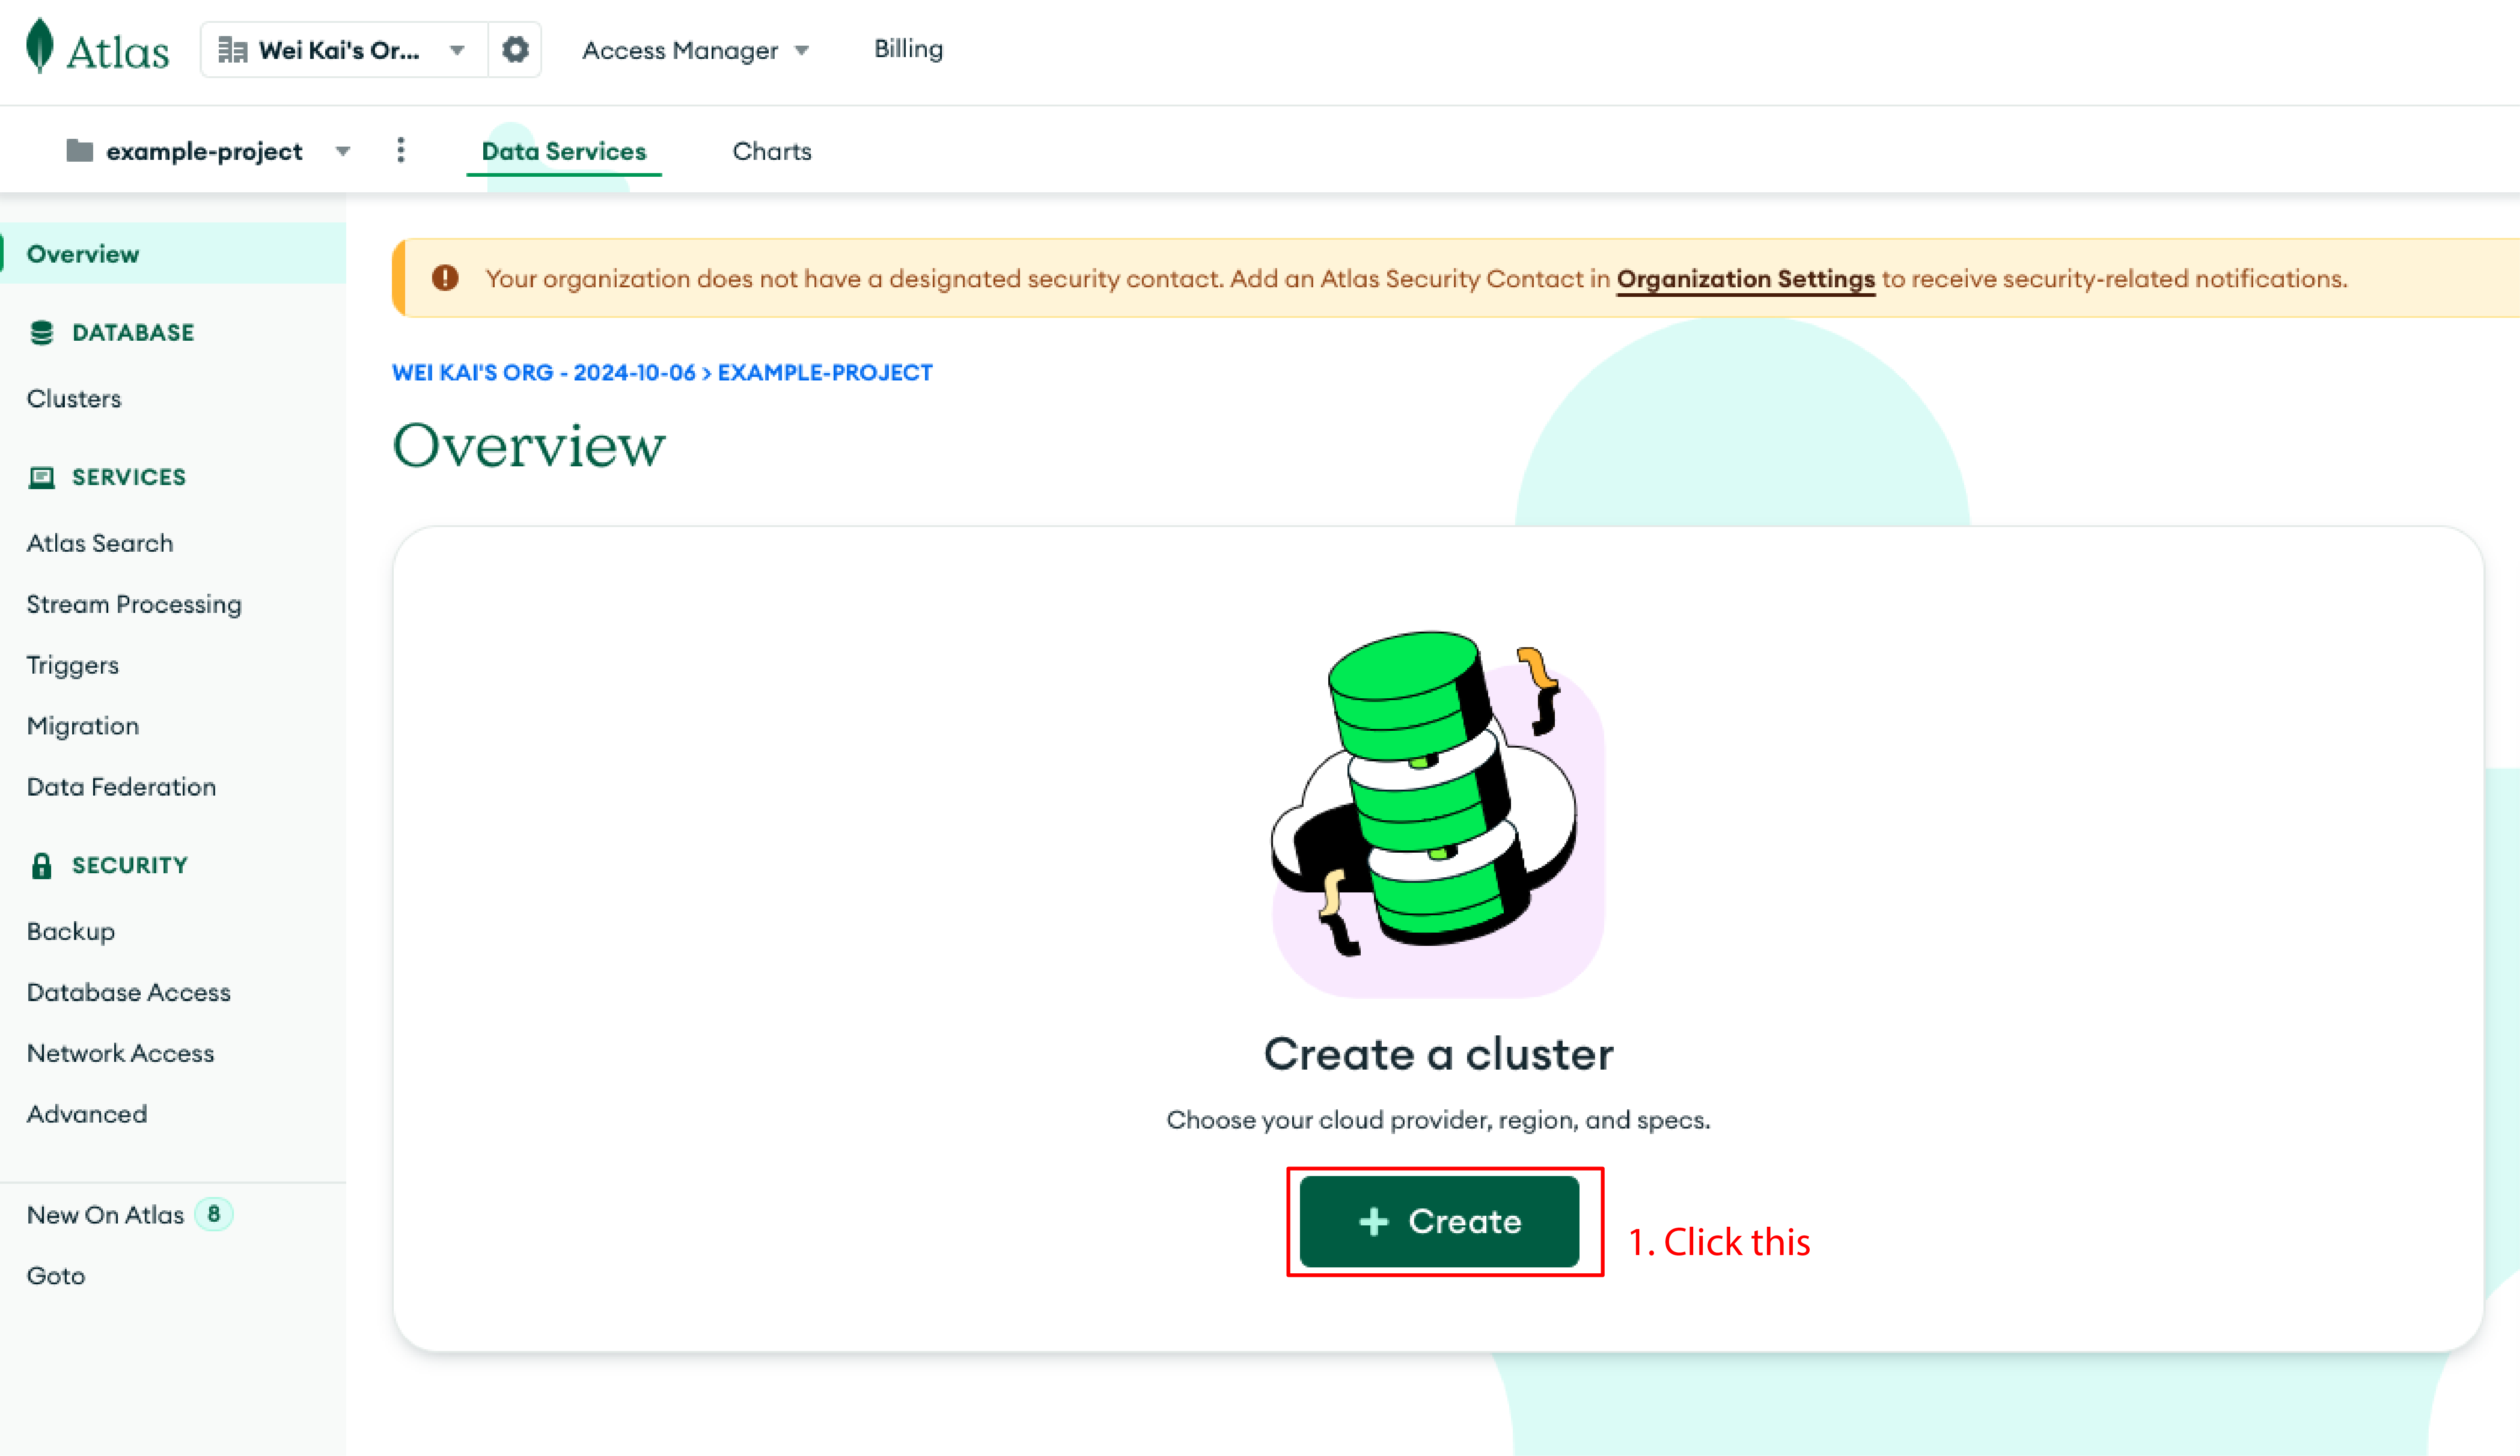 Atlas
Wei Kai's Or...
Access Manager
Billing
example-project
Data Services
Charts
Overview
DATABASE
Clusters
SERVICES
Atlas Search
Stream Processing
Triggers
Migration
Data Federation
SECURITY
Backup
Database Access
Network Access
Advanced
New On Atlas 8
Goto
Your organization does not have a designated security contact. Add an Atlas Security Contact in Organization Settings to receive security-related notifications.
WEI KAI'S ORG - 2024-10-06 > EXAMPLE-PROJECT
Overview
Create a cluster
Choose your cloud provider, region, and specs.
+ Create
1. Click this